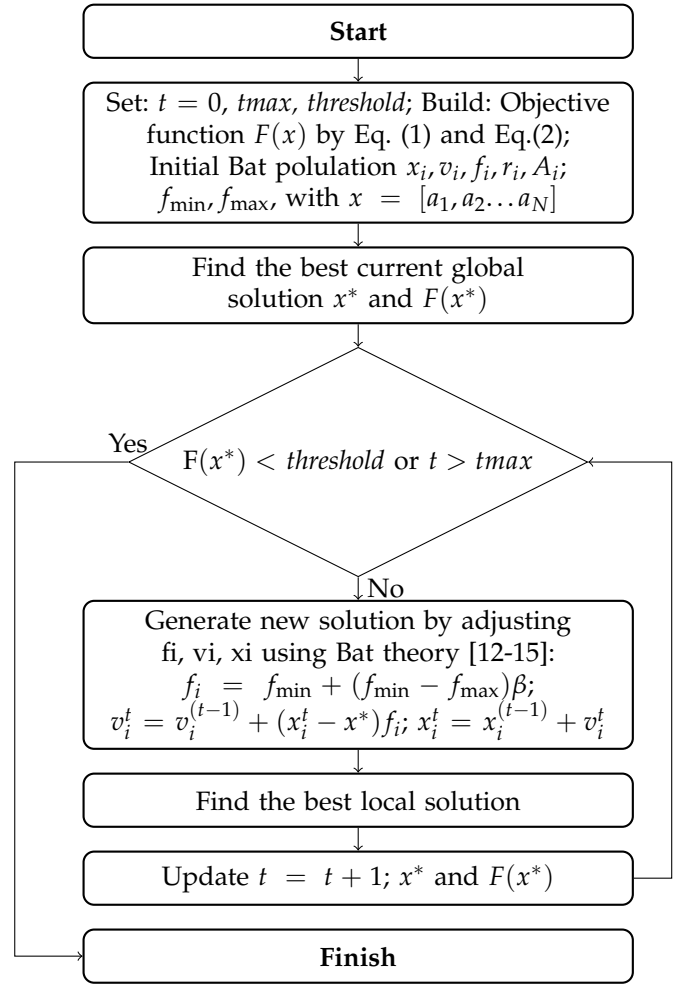 Start
Set: t = 0, tmax, threshold; Build: Objective
function F(x) by Eq. (1) and Eq.(2);
Initial Bat polulation x_i, v_i, f_i, r_i, A_i;
f_min, f_max, with x = [a_1, a_2...a_N]
Find the best current global
solution x* and F(x*)
Yes
F(x*) < threshold or t > tmax
No
Generate new solution by adjusting
fi, vi, xi using Bat theory [12-15]:
f_i = f_min + (f_min − f_max)β;
v_i^t = v_i^(t−1) + (x_i^t − x*)f_i; x_i^t = x_i^(t−1) + v_i^t
Find the best local solution
Update t = t + 1; x* and F(x*)
Finish